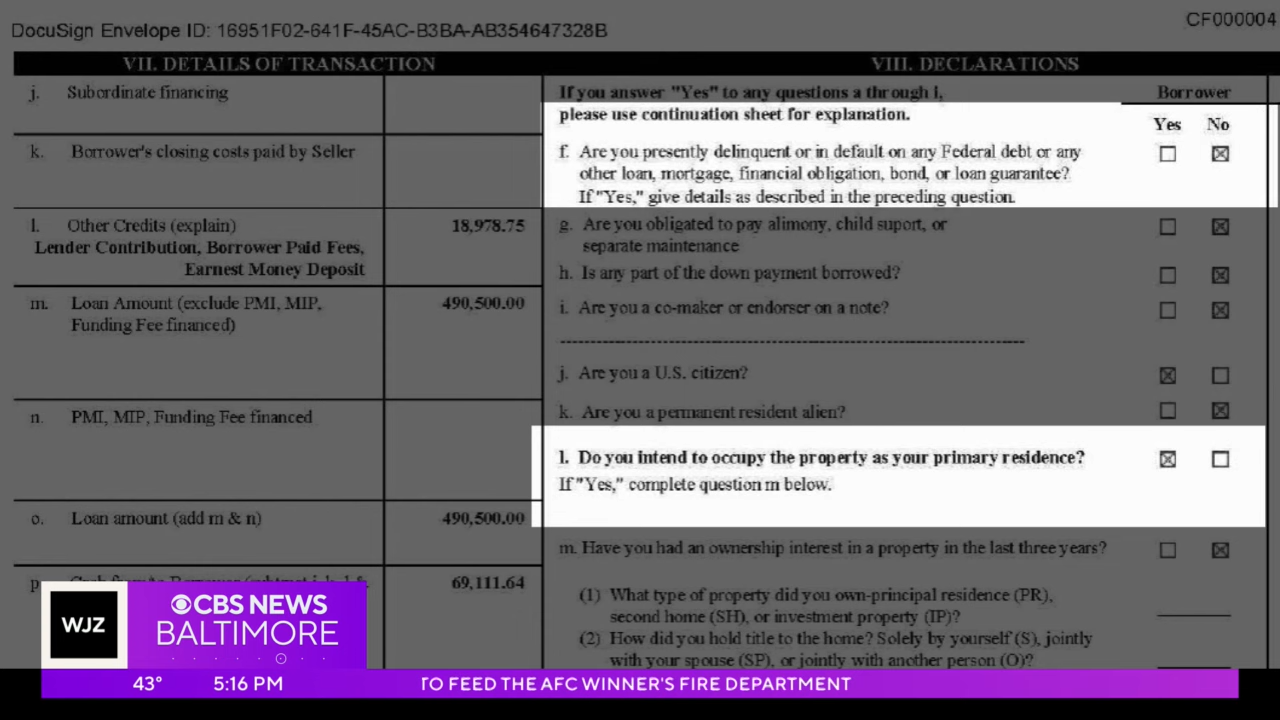 CF000004
DocuSign Envelope ID: 16951F02-641F-45AC-B3BA-AB354647328B
VII. DETAILS OF TRANSACTION
j. Subordinate financing
k. Borrower's closing costs paid by Seller
l. Other Credits (explain) 18,978.75
Lender Contribution, Borrower Paid Fees,
Earnest Money Deposit
m. Loan Amount (exclude PMI, MIP, 490,500.00
Funding Fee financed)
n. PMI, MIP, Funding Fee financed
o. Loan amount (add m & n) 490,500.00
p 69,111.64
VIII. DECLARATIONS
If you answer "Yes" to any questions a through i, Borrower
please use continuation sheet for explanation.
Yes No
f. Are you presently delinquent or in default on any Federal debt or any
other loan, mortgage, financial obligation, bond, or loan guarantee?
If "Yes," give details as described in the preceding question.
g. Are you obligated to pay alimony, child suport, or
separate maintenance
h. Is any part of the down payment borrowed?
i. Are you a co-maker or endorser on a note?
j. Are you a U.S. citizen?
k. Are you a permanent resident alien?
l. Do you intend to occupy the property as your primary residence?
If "Yes," complete question m below.
m. Have you had an ownership interest in a property in the last three years?
(1) What type of property did you own-principal residence (PR),
second home (SH), or investment property (IP)?
(2) How did you hold title to the home? Solely by yourself (S), jointly
with your spouse (SP), or jointly with another person (O)?
WJZ
CBS NEWS
BALTIMORE
43° 5:16 PM TO FEED THE AFC WINNER'S FIRE DEPARTMENT